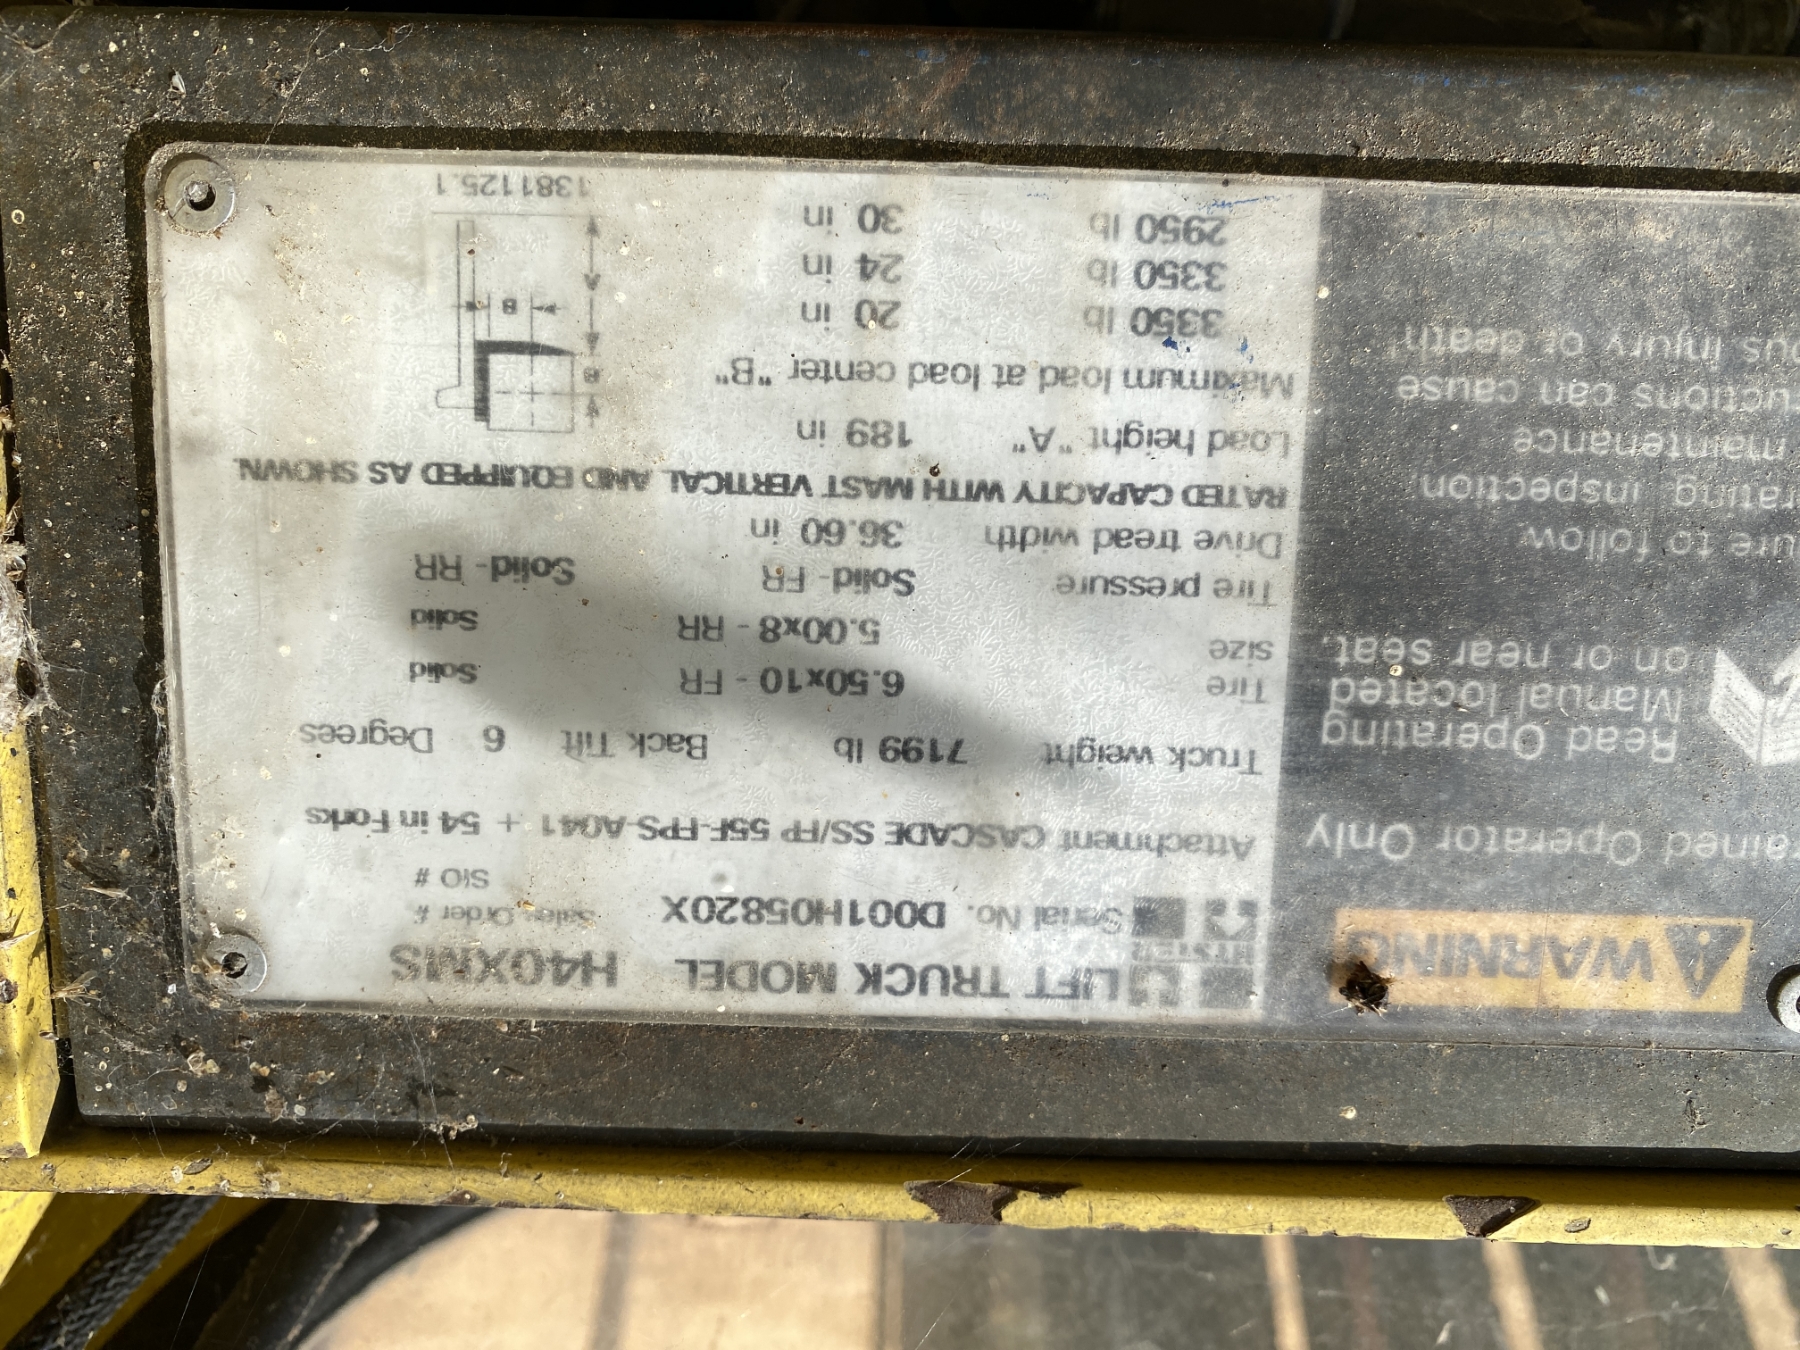 WARNING
rained Operator Only
Read Operating
Manual located
on or near seat.
ure to follow
rating, inspection
maintenance
uctions can cause
ous injury or death!
HYSTER
LIFT TRUCK MODEL H40XMS
Serial No. D001H05820X Sales Order #
S/O #
Attachment CASCADE SS/FP 55F-FPS-A041 + 54 in Forks
Truck weight 7199 lb Back Tilt 6 Degrees
Tire 6.50x10 - FR Solid
size 5.00x8 - RR Solid
Tire pressure Solid - FR Solid - RR
Drive tread width 36.60 in
RATED CAPACITY WITH MAST VERTICAL AND EQUIPPED AS SHOWN.
Load height "A" 189 in
Maximum load at load center "B"
3350 lb 20 in
3350 lb 24 in
2950 lb 30 in
B
B
A
1381125.1